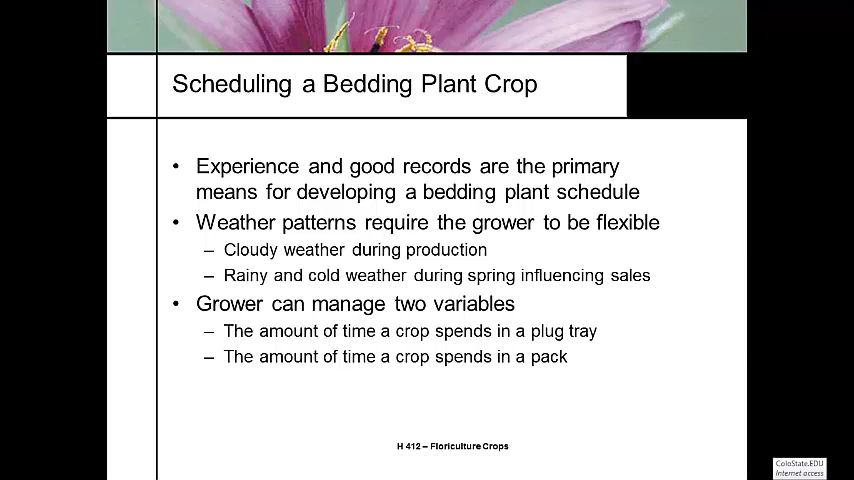 Scheduling a Bedding Plant Crop
• Experience and good records are the primary
means for developing a bedding plant schedule
• Weather patterns require the grower to be flexible
– Cloudy weather during production
– Rainy and cold weather during spring influencing sales
• Grower can manage two variables
– The amount of time a crop spends in a plug tray
– The amount of time a crop spends in a pack
H 412 – Floriculture Crops
ColoState.EDU
Internet access